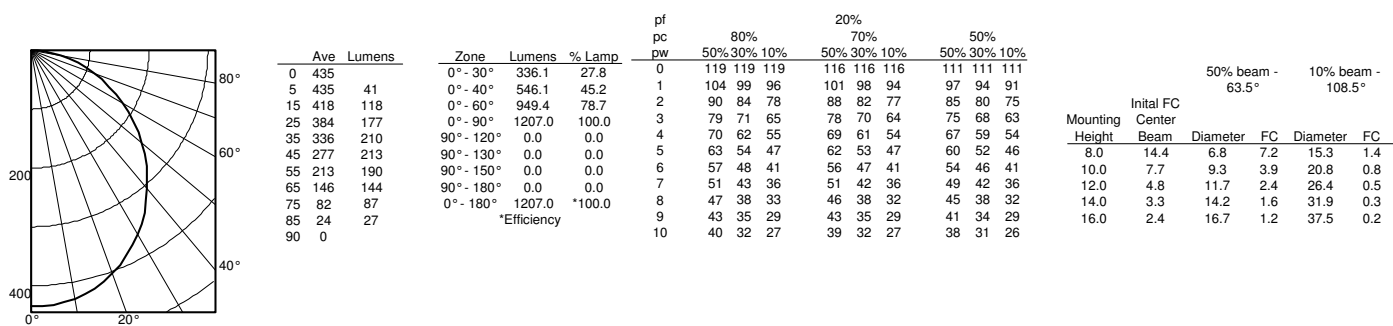 80°
60°
200
40°
400
0° 20°
Ave Lumens
0 435
5 435 41
15 418 118
25 384 177
35 336 210
45 277 213
55 213 190
65 146 144
75 82 87
85 24 27
90 0
Zone Lumens % Lamp
0° - 30° 336.1 27.8
0° - 40° 546.1 45.2
0° - 60° 949.4 78.7
0° - 90° 1207.0 100.0
90° - 120° 0.0 0.0
90° - 130° 0.0 0.0
90° - 150° 0.0 0.0
90° - 180° 0.0 0.0
0° - 180° 1207.0 *100.0
*Efficiency
pf 20%
pc 80% 70% 50%
pw 50% 30% 10% 50% 30% 10% 50% 30% 10%
0 119 119 119 116 116 116 111 111 111
1 104 99 96 101 98 94 97 94 91
2 90 84 78 88 82 77 85 80 75
3 79 71 65 78 70 64 75 68 63
4 70 62 55 69 61 54 67 59 54
5 63 54 47 62 53 47 60 52 46
6 57 48 41 56 47 41 54 46 41
7 51 43 36 51 42 36 49 42 36
8 47 38 33 46 38 32 45 38 32
9 43 35 29 43 35 29 41 34 29
10 40 32 27 39 32 27 38 31 26
50% beam - 10% beam -
63.5° 108.5°
Inital FC
Mounting Center
Height Beam Diameter FC Diameter FC
8.0 14.4 6.8 7.2 15.3 1.4
10.0 7.7 9.3 3.9 20.8 0.8
12.0 4.8 11.7 2.4 26.4 0.5
14.0 3.3 14.2 1.6 31.9 0.3
16.0 2.4 16.7 1.2 37.5 0.2